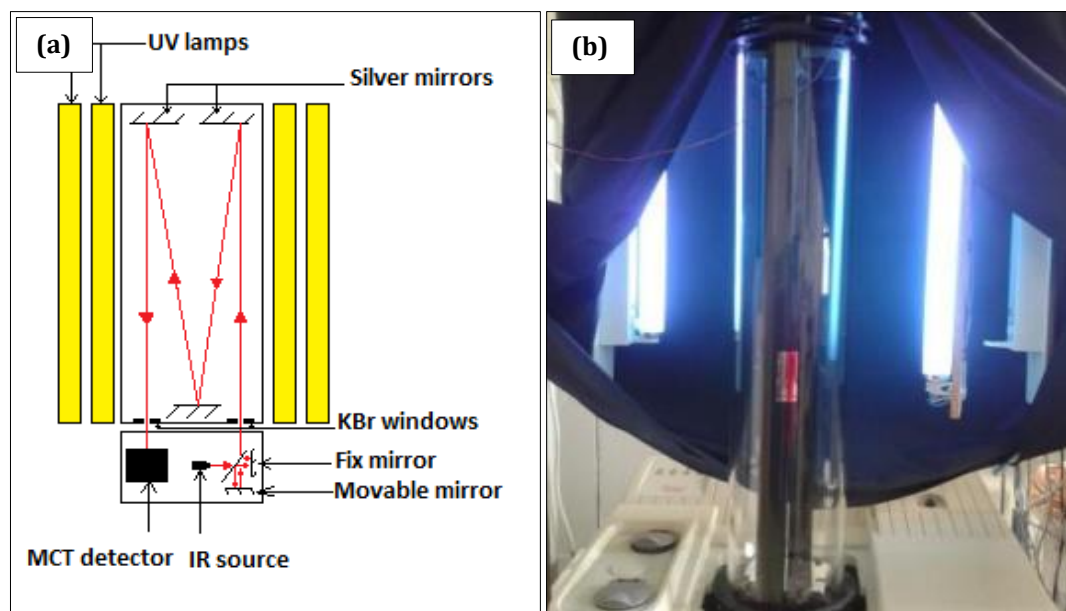 (a)
UV lamps
Silver mirrors
KBr windows
Fix mirror
Movable mirror
MCT detector
IR source
(b)